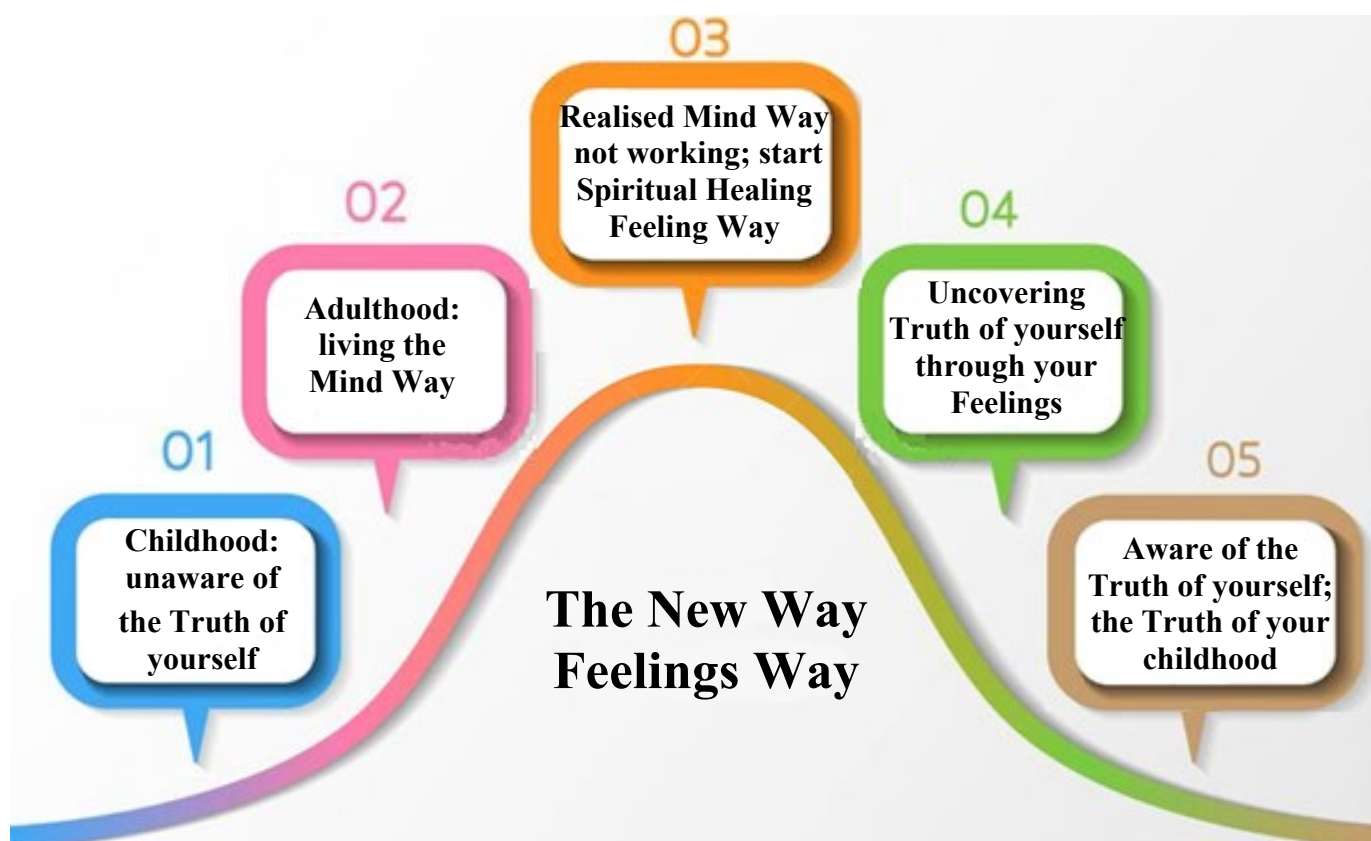 01
Childhood:
unaware of
the Truth of
yourself
02
Adulthood:
living the
Mind Way
03
Realised Mind Way
not working; start
Spiritual Healing
Feeling Way
04
Uncovering
Truth of yourself
through your
Feelings
05
Aware of the
Truth of yourself;
the Truth of your
childhood
The New Way
Feelings Way